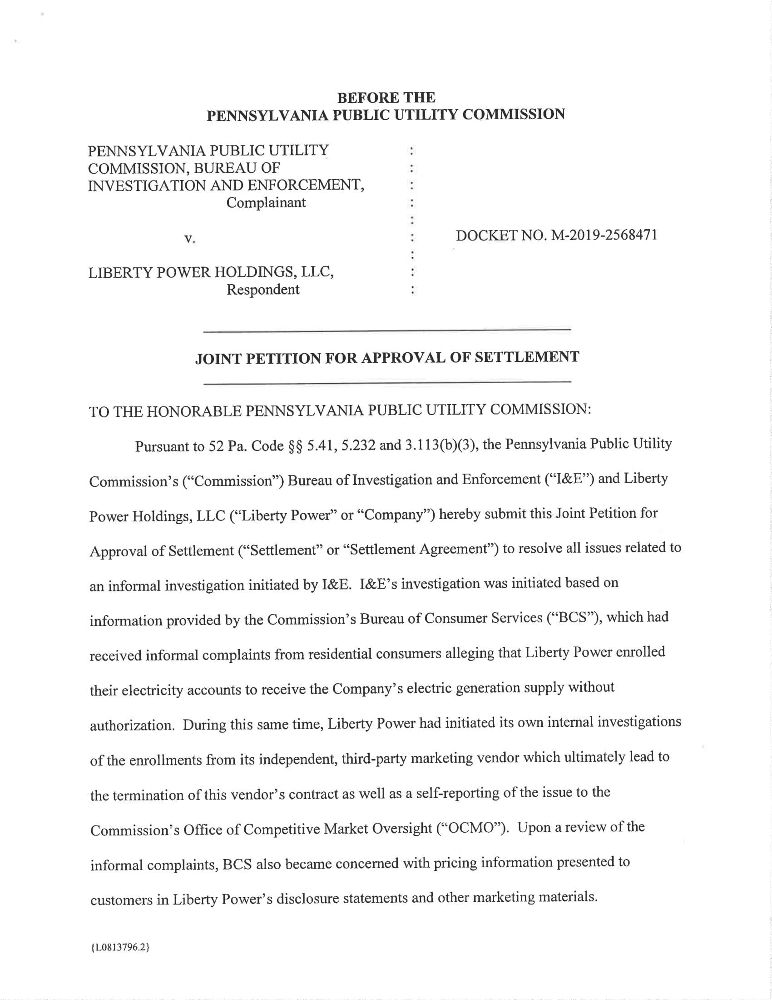 BEFORE THE
PENNSYLVANIA PUBLIC UTILITY COMMISSION
PENNSYLVANIA PUBLIC UTILITY :
COMMISSION, BUREAU OF :
INVESTIGATION AND ENFORCEMENT, :
Complainant :
:
v. : DOCKET NO. M-2019-2568471
:
LIBERTY POWER HOLDINGS, LLC, :
Respondent :
JOINT PETITION FOR APPROVAL OF SETTLEMENT
TO THE HONORABLE PENNSYLVANIA PUBLIC UTILITY COMMISSION:
Pursuant to 52 Pa. Code §§ 5.41, 5.232 and 3.113(b)(3), the Pennsylvania Public Utility
Commission’s (“Commission”) Bureau of Investigation and Enforcement (“I&E”) and Liberty
Power Holdings, LLC (“Liberty Power” or “Company”) hereby submit this Joint Petition for
Approval of Settlement (“Settlement” or “Settlement Agreement”) to resolve all issues related to
an informal investigation initiated by I&E. I&E’s investigation was initiated based on
information provided by the Commission’s Bureau of Consumer Services (“BCS”), which had
received informal complaints from residential consumers alleging that Liberty Power enrolled
their electricity accounts to receive the Company’s electric generation supply without
authorization. During this same time, Liberty Power had initiated its own internal investigations
of the enrollments from its independent, third-party marketing vendor which ultimately lead to
the termination of this vendor’s contract as well as a self-reporting of the issue to the
Commission’s Office of Competitive Market Oversight (“OCMO”). Upon a review of the
informal complaints, BCS also became concerned with pricing information presented to
customers in Liberty Power’s disclosure statements and other marketing materials.
{L0813796.2}